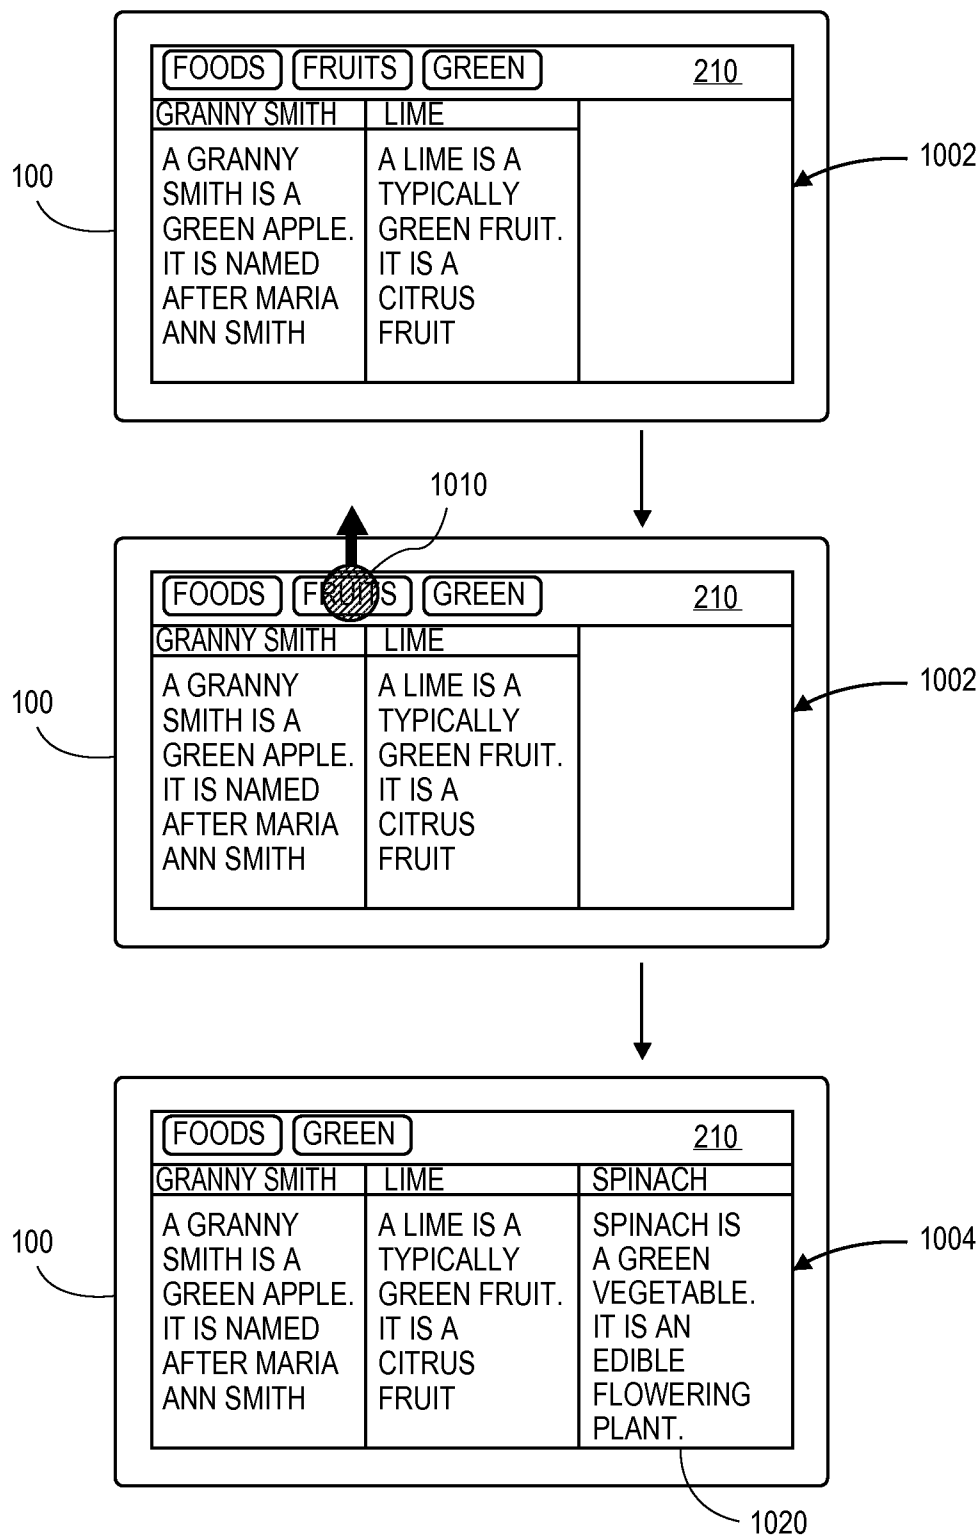 FOODS FRUITS GREEN 210
GRANNY SMITH LIME
100
1002
A GRANNY
SMITH IS A
GREEN APPLE.
IT IS NAMED
AFTER MARIA
ANN SMITH
A LIME IS A
TYPICALLY
GREEN FRUIT.
IT IS A
CITRUS
FRUIT
1010
FOODS FRUITS GREEN 210
GRANNY SMITH LIME
100
1002
A GRANNY
SMITH IS A
GREEN APPLE.
IT IS NAMED
AFTER MARIA
ANN SMITH
A LIME IS A
TYPICALLY
GREEN FRUIT.
IT IS A
CITRUS
FRUIT
FOODS GREEN 210
GRANNY SMITH LIME SPINACH
100
1004
A GRANNY
SMITH IS A
GREEN APPLE.
IT IS NAMED
AFTER MARIA
ANN SMITH
A LIME IS A
TYPICALLY
GREEN FRUIT.
IT IS A
CITRUS
FRUIT
SPINACH IS
A GREEN
VEGETABLE.
IT IS AN
EDIBLE
FLOWERING
PLANT.
1020